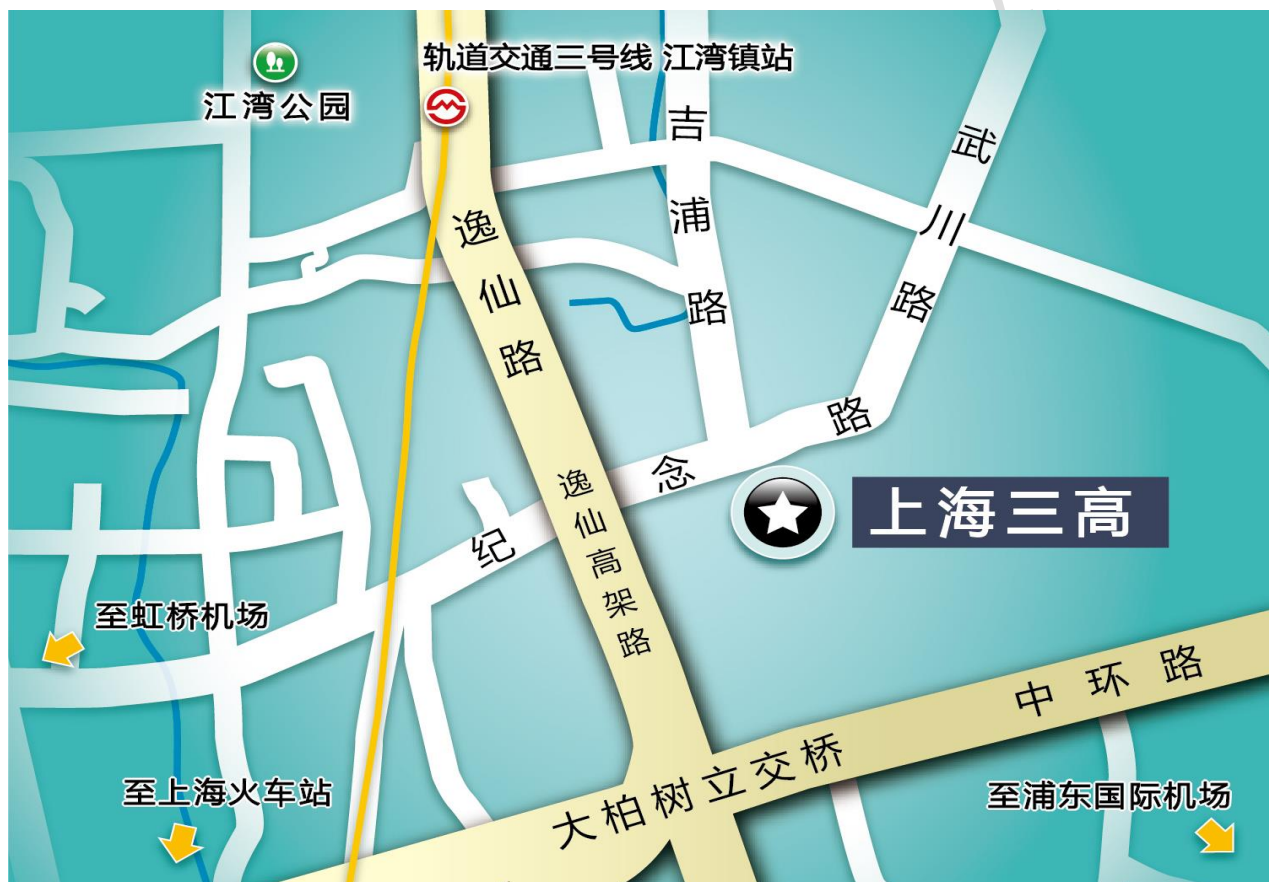 轨道交通三号线 江湾镇站
江湾公园
吉浦路
武川路
逸仙路
逸仙高架路
纪念路
上海三高
至虹桥机场
中环路
大柏树立交桥
至上海火车站
至浦东国际机场